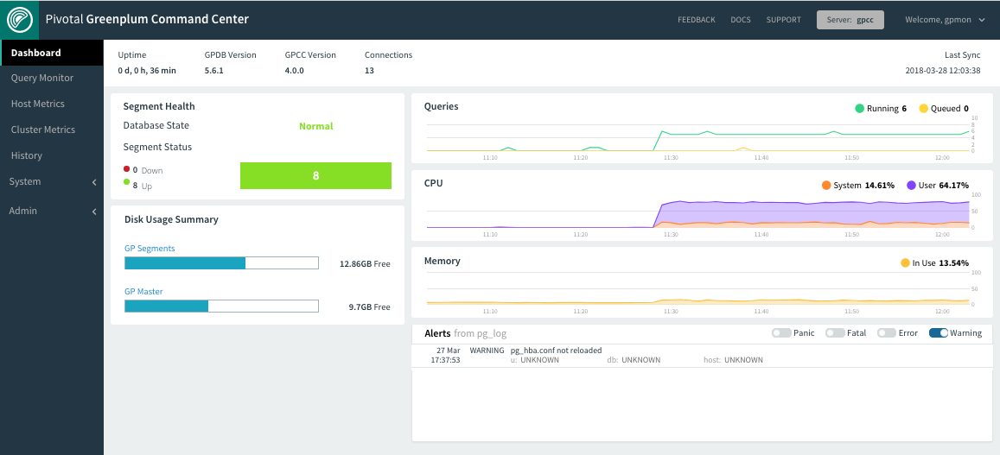 Pivotal Greenplum Command Center
FEEDBACK DOCS SUPPORT Server: gpcc Welcome, gpmon
Dashboard
Query Monitor
Host Metrics
Cluster Metrics
History
System
Admin
Uptime GPDB Version GPCC Version Connections Last Sync
0 d, 0 h, 36 min 5.6.1 4.0.0 13 2018-03-28 12:03:38
Segment Health
Database State Normal
Segment Status
0 Down
8 Up
8
Disk Usage Summary
GP Segments
12.86GB Free
GP Master
9.7GB Free
Queries Running 6 Queued 0
10
8
6
4
2
0
11:10 11:20 11:30 11:40 11:50 12:00
CPU System 14.61% User 64.17%
100
50
0
11:10 11:20 11:30 11:40 11:50 12:00
Memory In Use 13.54%
100
50
0
11:10 11:20 11:30 11:40 11:50 12:00
Alerts from pg_log Panic Fatal Error Warning
27 Mar WARNING pg_hba.conf not reloaded
17:37:53 u: UNKNOWN db: UNKNOWN host: UNKNOWN